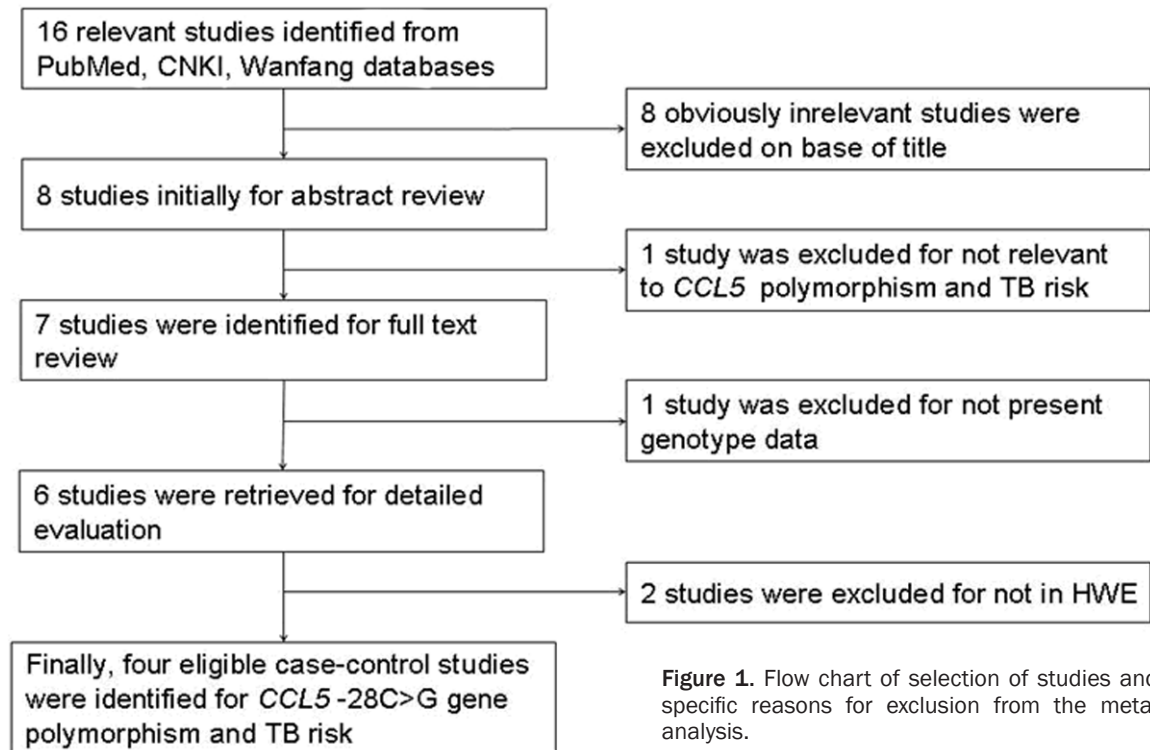 16 relevant studies identified from
PubMed, CNKI, Wanfang databases
8 obviously inrelevant studies were
excluded on base of title
8 studies initially for abstract review
1 study was excluded for not relevant
to CCL5 polymorphism and TB risk
7 studies were identified for full text
review
1 study was excluded for not present
genotype data
6 studies were retrieved for detailed
evaluation
2 studies were excluded for not in HWE
Finally, four eligible case-control studies
were identified for CCL5 -28C>G gene
polymorphism and TB risk
Figure 1. Flow chart of selection of studies and
specific reasons for exclusion from the meta
analysis.